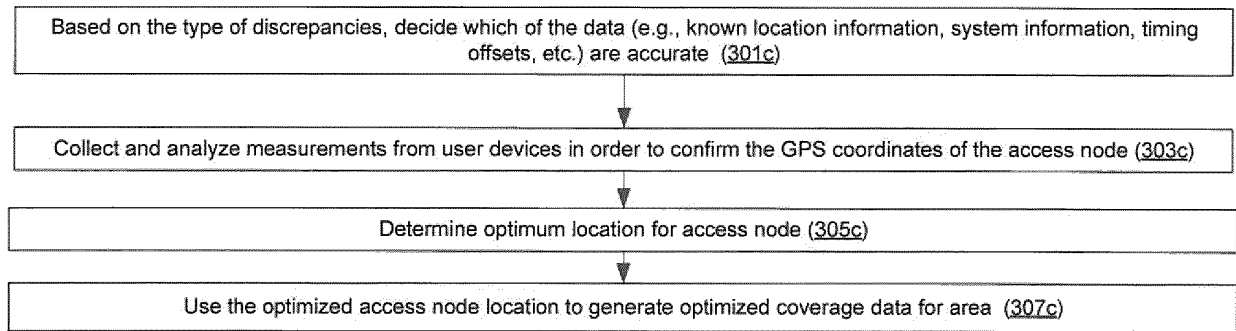 Based on the type of discrepancies, decide which of the data (e.g., known location information, system information, timing
offsets, etc.) are accurate (301c)
Collect and analyze measurements from user devices in order to confirm the GPS coordinates of the access node (303c)
Determine optimum location for access node (305c)
Use the optimized access node location to generate optimized coverage data for area (307c)